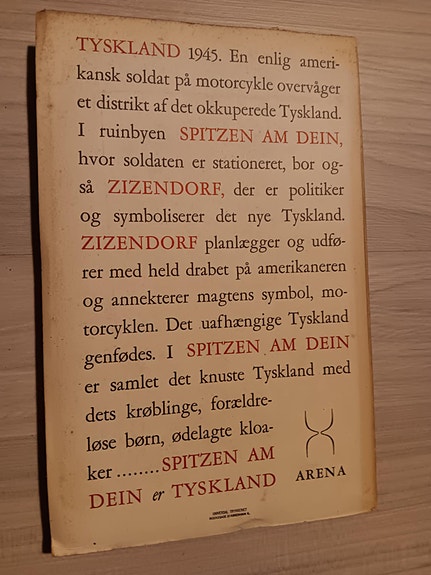 TYSKLAND 1945. En enlig ameri-
kansk soldat på motorcykle overvåger
et distrikt af det okkuperede Tyskland.
I ruinbyen SPITZEN AM DEIN,
hvor soldaten er stationeret, bor og-
så ZIZENDORF, der er politiker
og symboliserer det nye Tyskland.
ZIZENDORF planlægger og udfø-
rer med held drabet på amerikaneren
og annekterer magtens symbol, mo-
torcyklen. Det uafhængige Tyskland
genfødes. I SPITZEN AM DEIN
er samlet det knuste Tyskland med
dets krøblinge, forældre-
løse børn, ødelagte kloa-
ker ........ SPITZEN AM
DEIN er TYSKLAND
ARENA